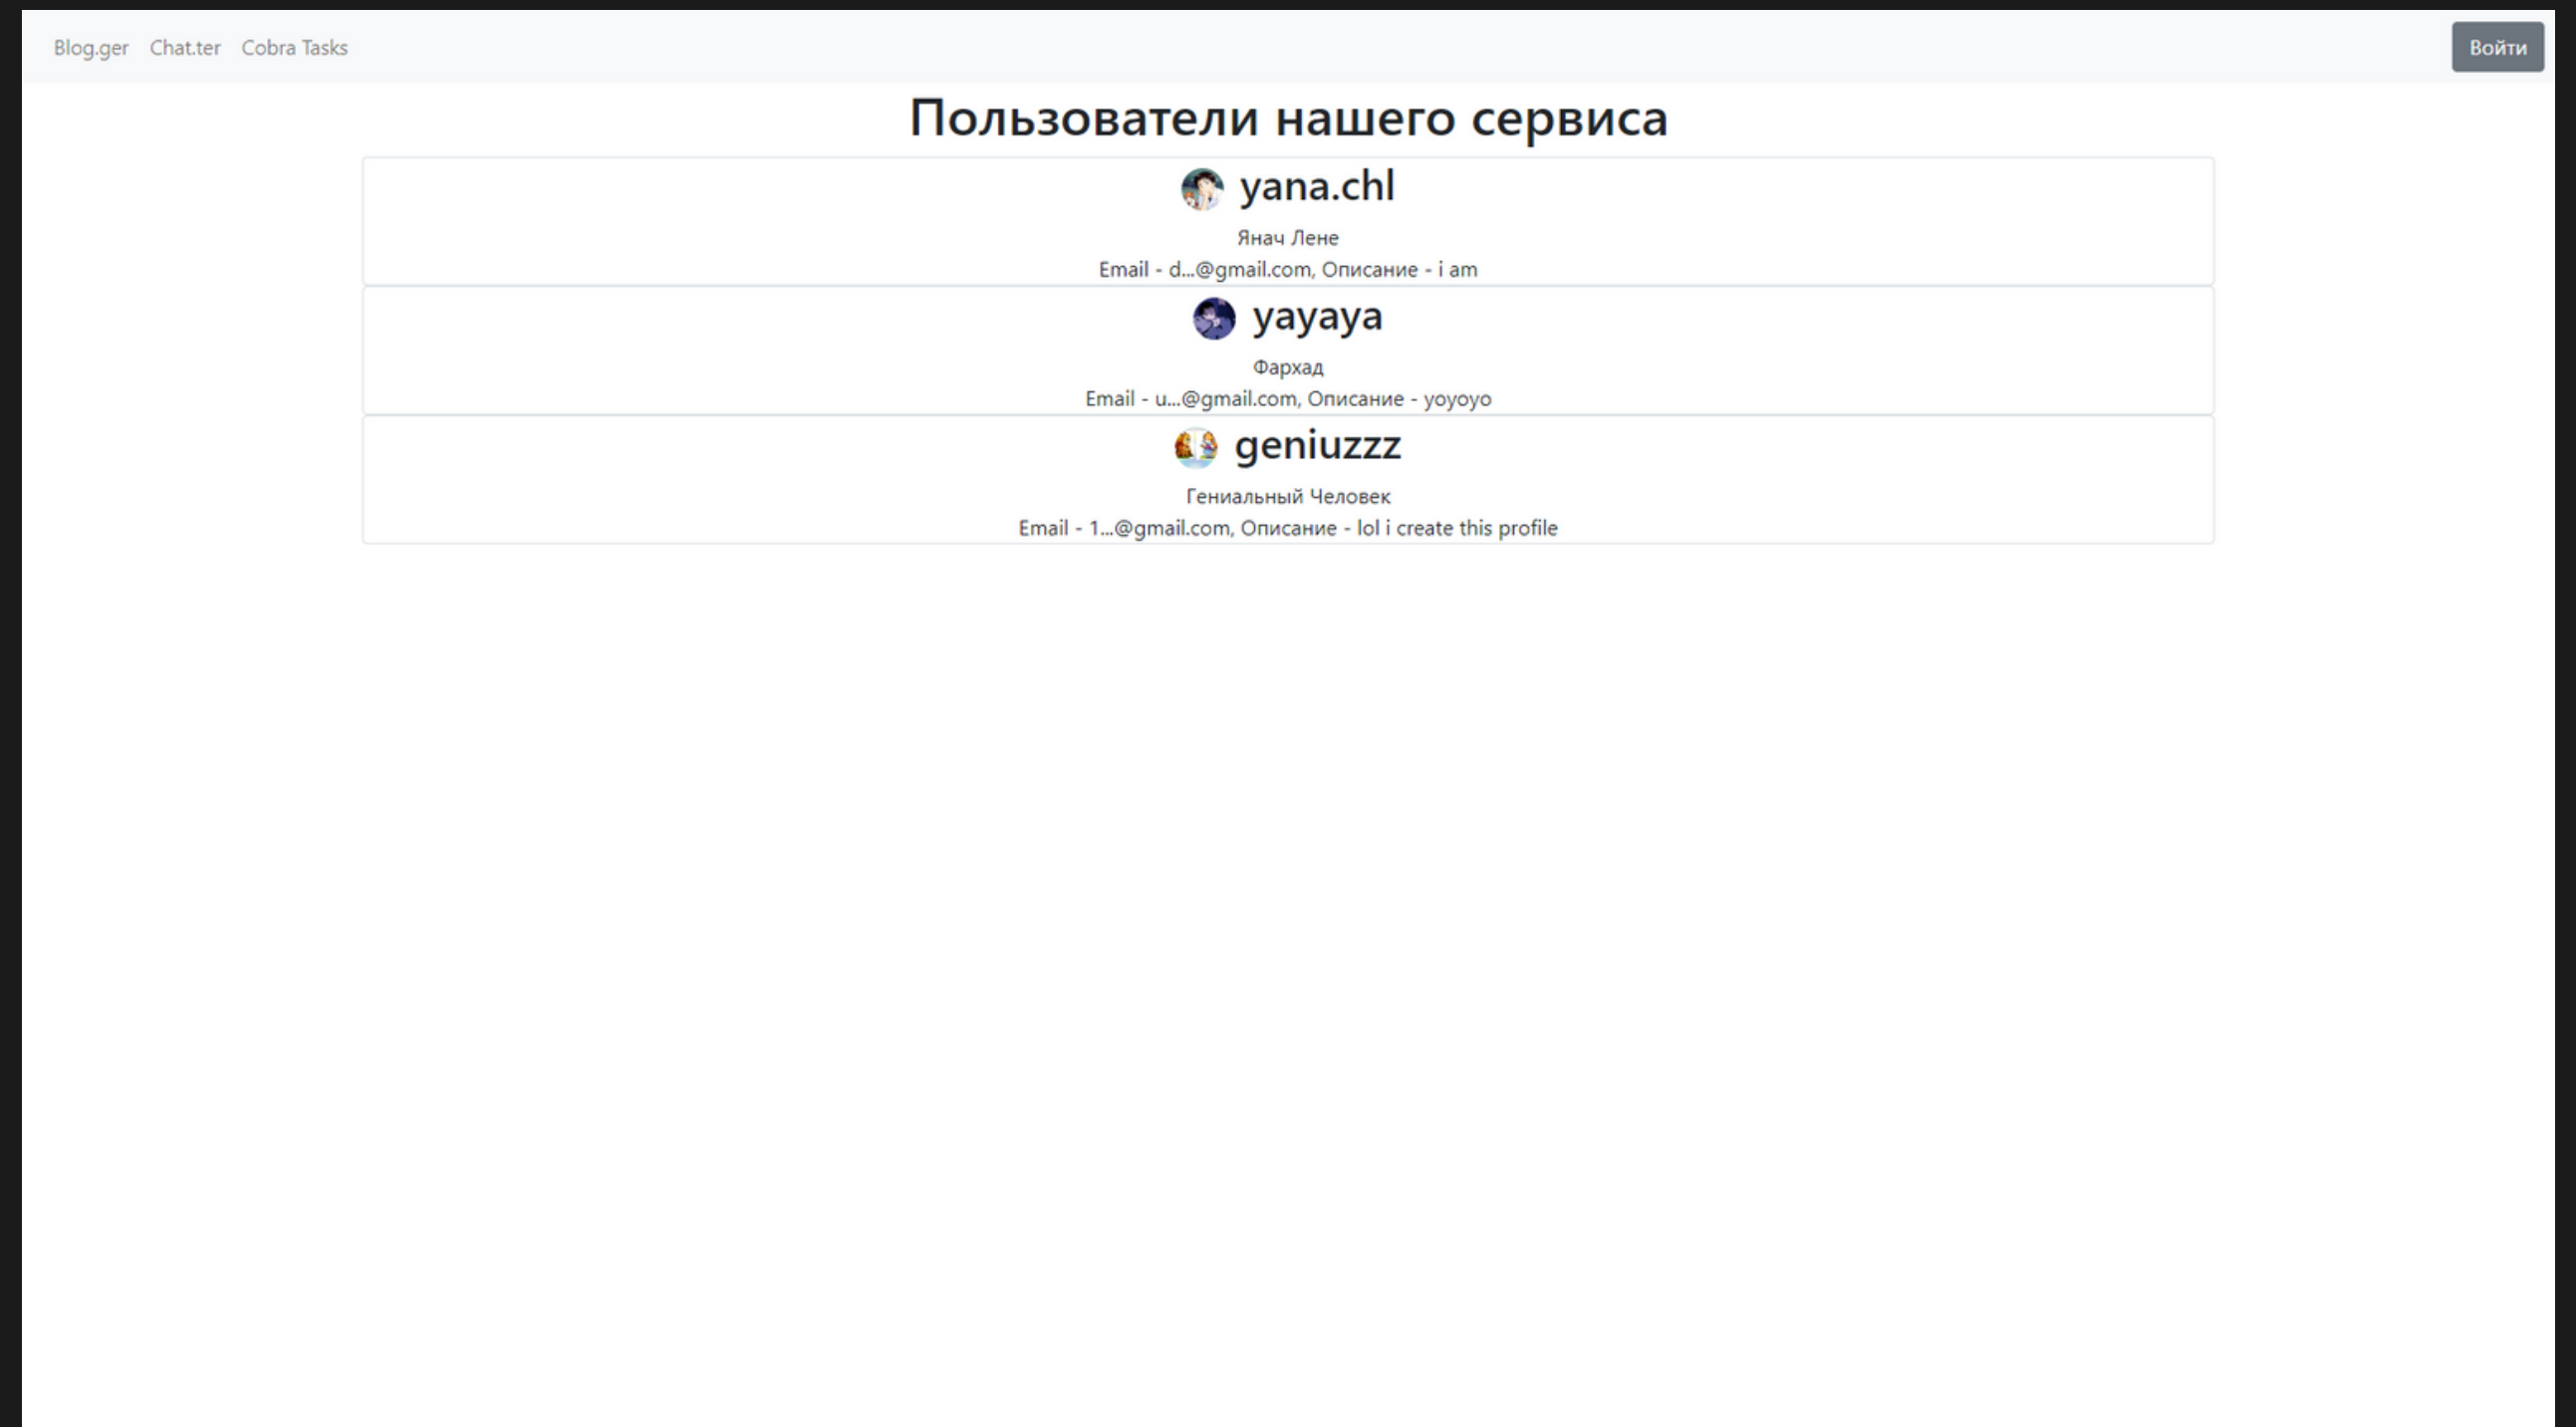 Blog.ger Chat.ter Cobra Tasks Войти
Пользователи нашего сервиса
yana.chl
Янач Лене
Email - d...@gmail.com, Описание - i am
yayaya
Фархад
Email - u...@gmail.com, Описание - yoyoyo
geniuzzz
Гениальный Человек
Email - 1...@gmail.com, Описание - lol i create this profile